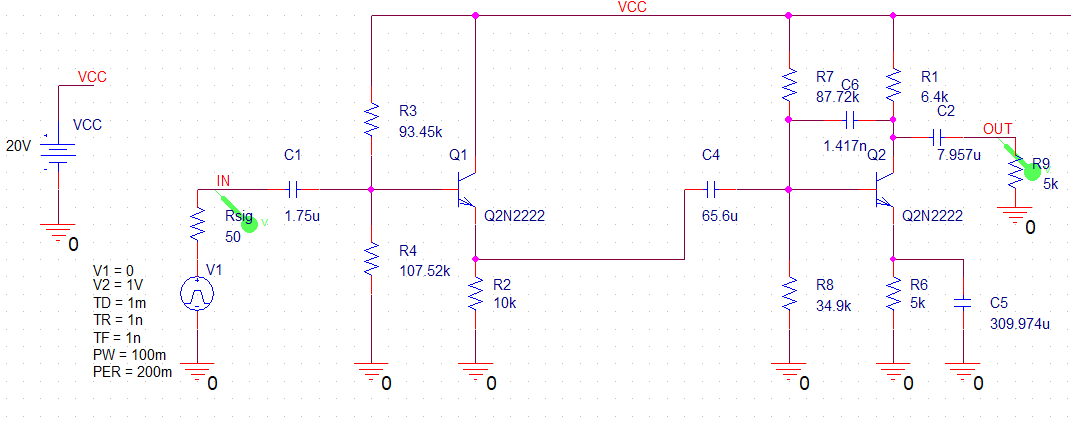 VCC
VCC
VCC
20V
0
IN
Rsig
50
V1
V1 = 0
V2 = 1V
TD = 1m
TR = 1n
TF = 1n
PW = 100m
PER = 200m
0
C1
1.75u
R3
93.45k
R4
107.52k
0
Q1
Q2N2222
R2
10k
0
C4
65.6u
R7
87.72k
C6
1.417n
R8
34.9k
0
R1
6.4k
C2
7.957u
Q2
Q2N2222
R6
5k
0
C5
309.974u
0
OUT
R9
5k
0
V